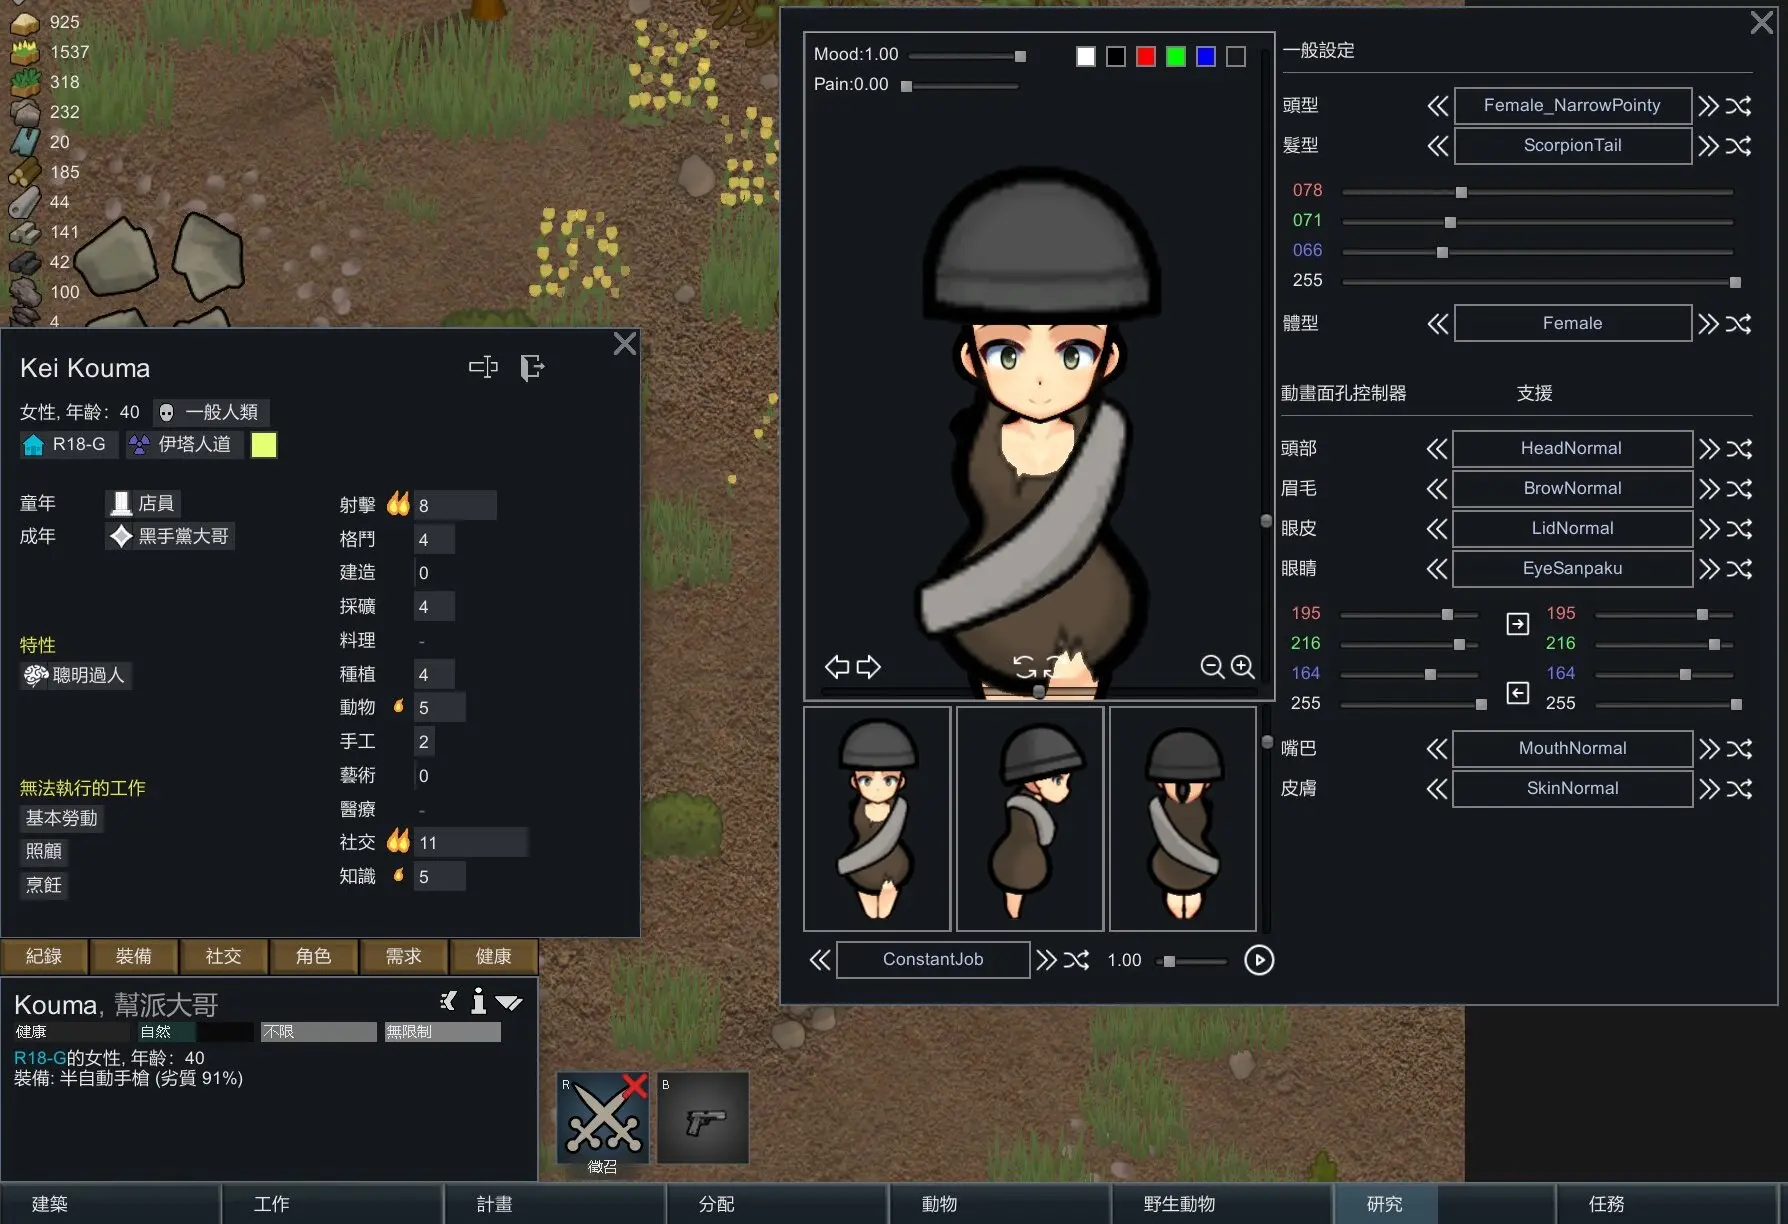 925
1537
318
232
20
185
44
141
42
100
4
Kei Kouma
女性, 年齡：40 一般人類
R18-G 伊塔人道
童年 店員
成年 黑手黨大哥
特性
聰明過人
無法執行的工作
基本勞動
照顧
烹飪
射擊 8
格鬥 4
建造 0
採礦 4
料理 -
種植 4
動物 5
手工 2
藝術 0
醫療 -
社交 11
知識 5
紀錄 裝備 社交 角色 需求 健康
Kouma, 幫派大哥
健康 自然 不限 無限制
R18-G的女性, 年齡：40
裝備: 半自動手槍 (劣質 91%)
R
徵召
B
Mood:1.00
Pain:0.00
ConstantJob 1.00
一般設定
頭型 Female_NarrowPointy
髮型 ScorpionTail
078
071
066
255
體型 Female
動畫面孔控制器 支援
頭部 HeadNormal
眉毛 BrowNormal
眼皮 LidNormal
眼睛 EyeSanpaku
195 195
216 216
164 164
255 255
嘴巴 MouthNormal
皮膚 SkinNormal
建築 工作 計畫 分配 動物 野生動物 研究 任務